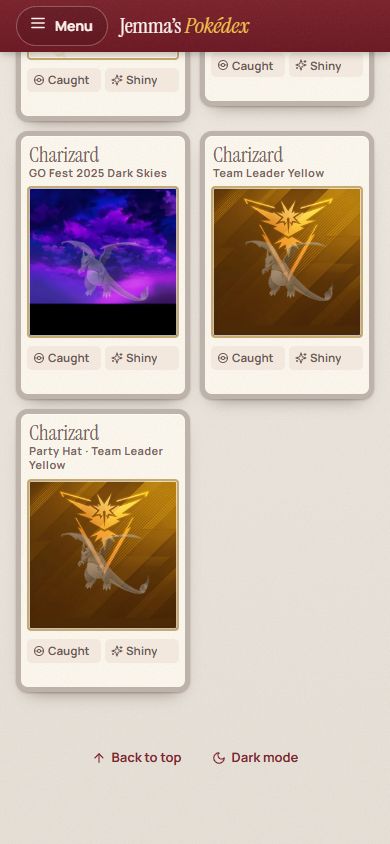 Menu
Jemma's Pokédex
Caught
Shiny
Caught
Shiny
Charizard
GO Fest 2025 Dark Skies
Caught
Shiny
Charizard
Team Leader Yellow
Caught
Shiny
Charizard
Party Hat · Team Leader
Yellow
Caught
Shiny
Back to top
Dark mode